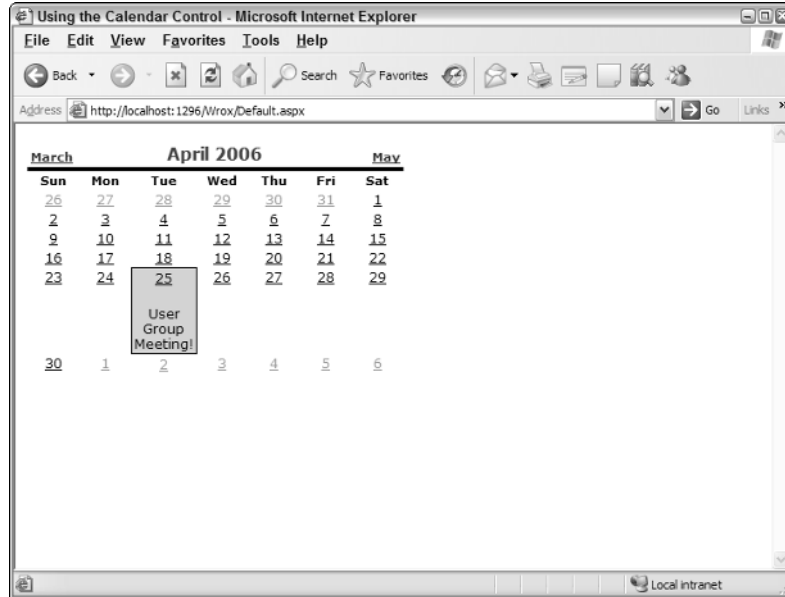 Using the Calendar Control - Microsoft Internet Explorer
File Edit View Favorites Tools Help
Back Search Favorites
Address http://localhost:1296/Wrox/Default.aspx Go Links »
March April 2006 May
Sun Mon Tue Wed Thu Fri Sat
26 27 28 29 30 31 1
2 3 4 5 6 7 8
9 10 11 12 13 14 15
16 17 18 19 20 21 22
23 24 25 26 27 28 29
User
Group
Meeting!
30 1 2 3 4 5 6
Local intranet